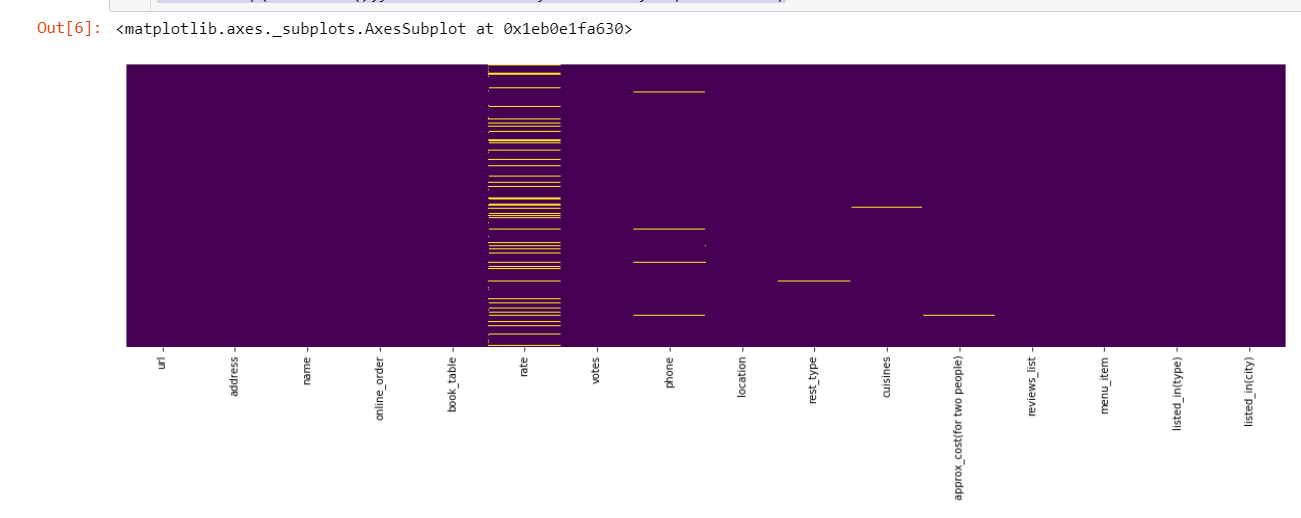 Out[6]: <matplotlib.axes._subplots.AxesSubplot at 0x1eb0e1fa630>
url
address
name
online_order
book_table
rate
votes
phone
location
rest_type
cuisines
approx_cost(for two people)
reviews_list
menu_item
listed_in(type)
listed_in(city)